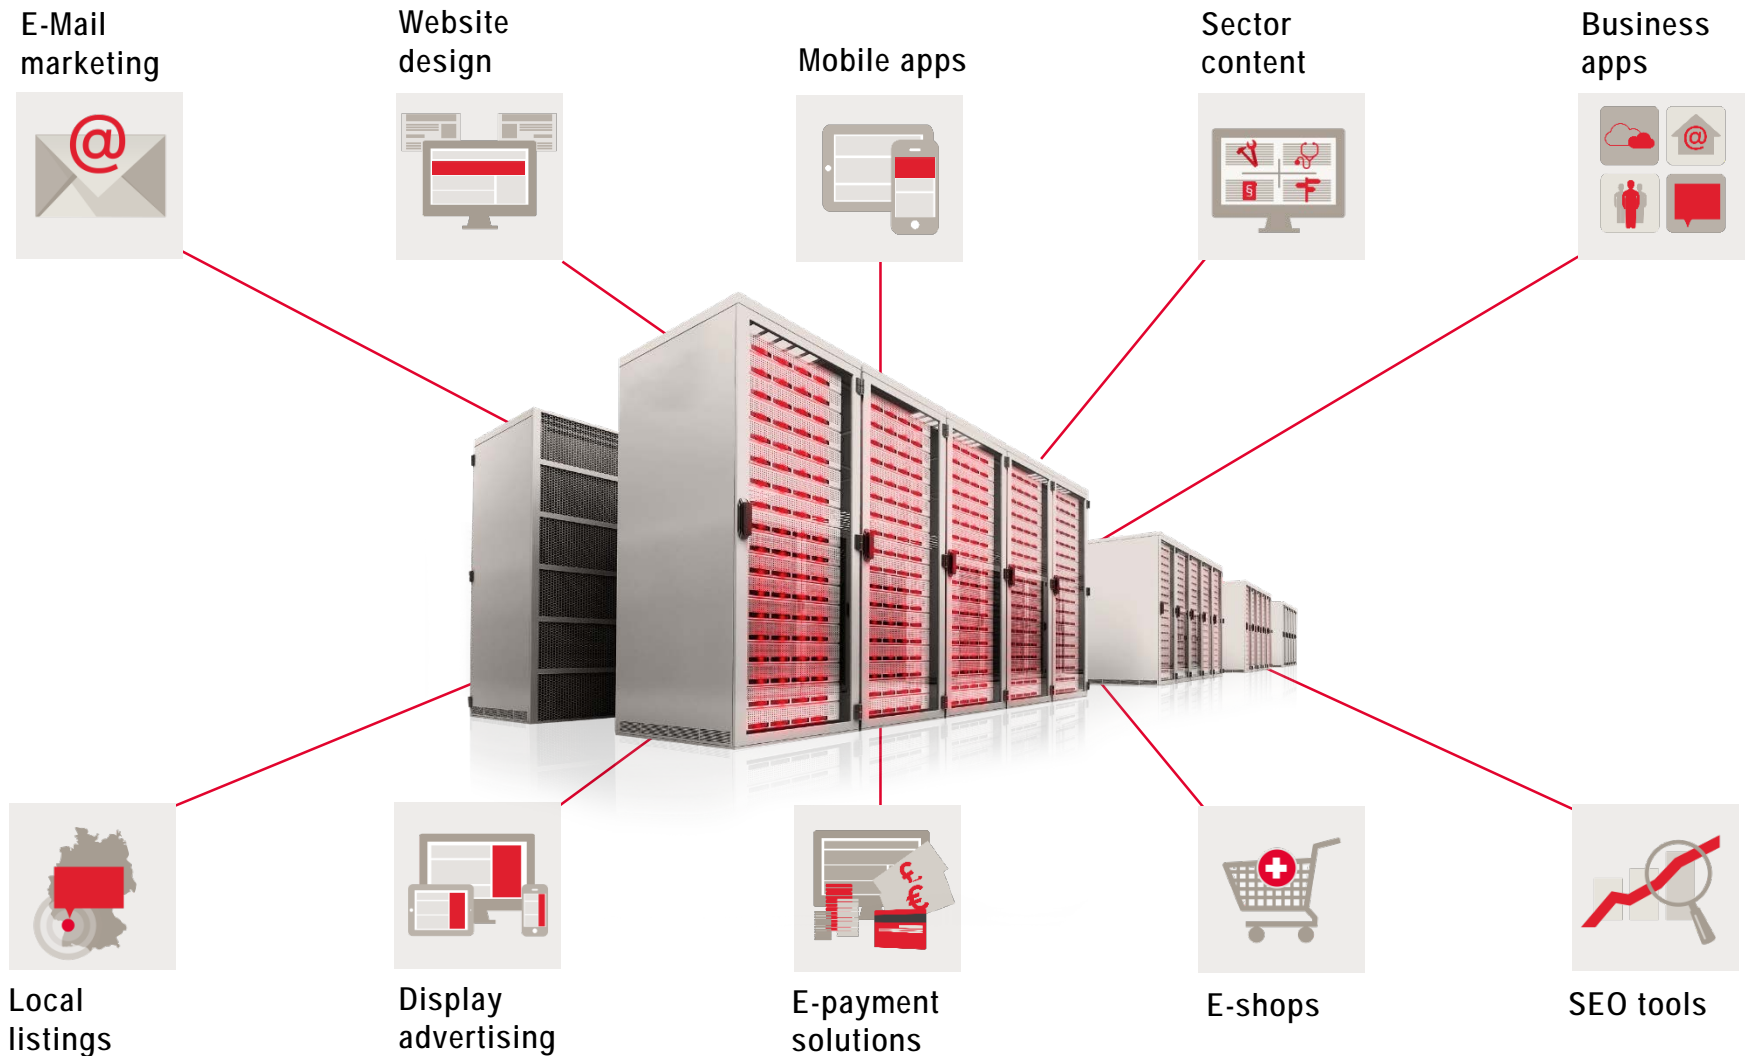 E-Mail
marketing
Website
design
Mobile apps
Sector
content
Business
apps
@
@
§
Local
listings
Display
advertising
E-payment
solutions
E-shops
SEO tools